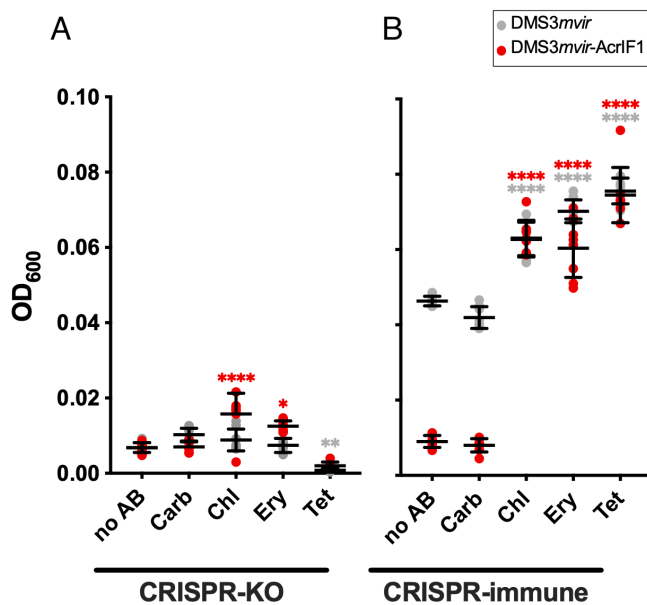 A
B
DMS3mvir
DMS3mvir-AcrIF1
OD600
0.10
0.08
0.06
0.04
0.02
0.00
****
*
**
****
****
****
****
****
****
no AB
Carb
Chl
Ery
Tet
no AB
Carb
Chl
Ery
Tet
CRISPR-KO
CRISPR-immune